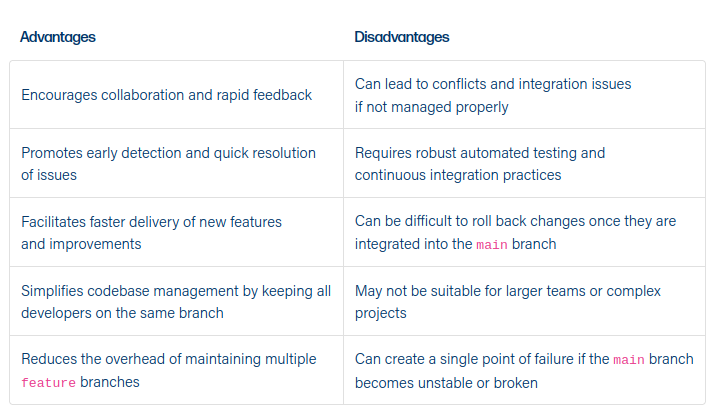 Advantages
Disadvantages
Encourages collaboration and rapid feedback
Can lead to conflicts and integration issues
if not managed properly
Promotes early detection and quick resolution
of issues
Requires robust automated testing and
continuous integration practices
Facilitates faster delivery of new features
and improvements
Can be difficult to roll back changes once they are
integrated into the main branch
Simplifies codebase management by keeping all
developers on the same branch
May not be suitable for larger teams or complex
projects
Reduces the overhead of maintaining multiple
feature branches
Can create a single point of failure if the main branch
becomes unstable or broken